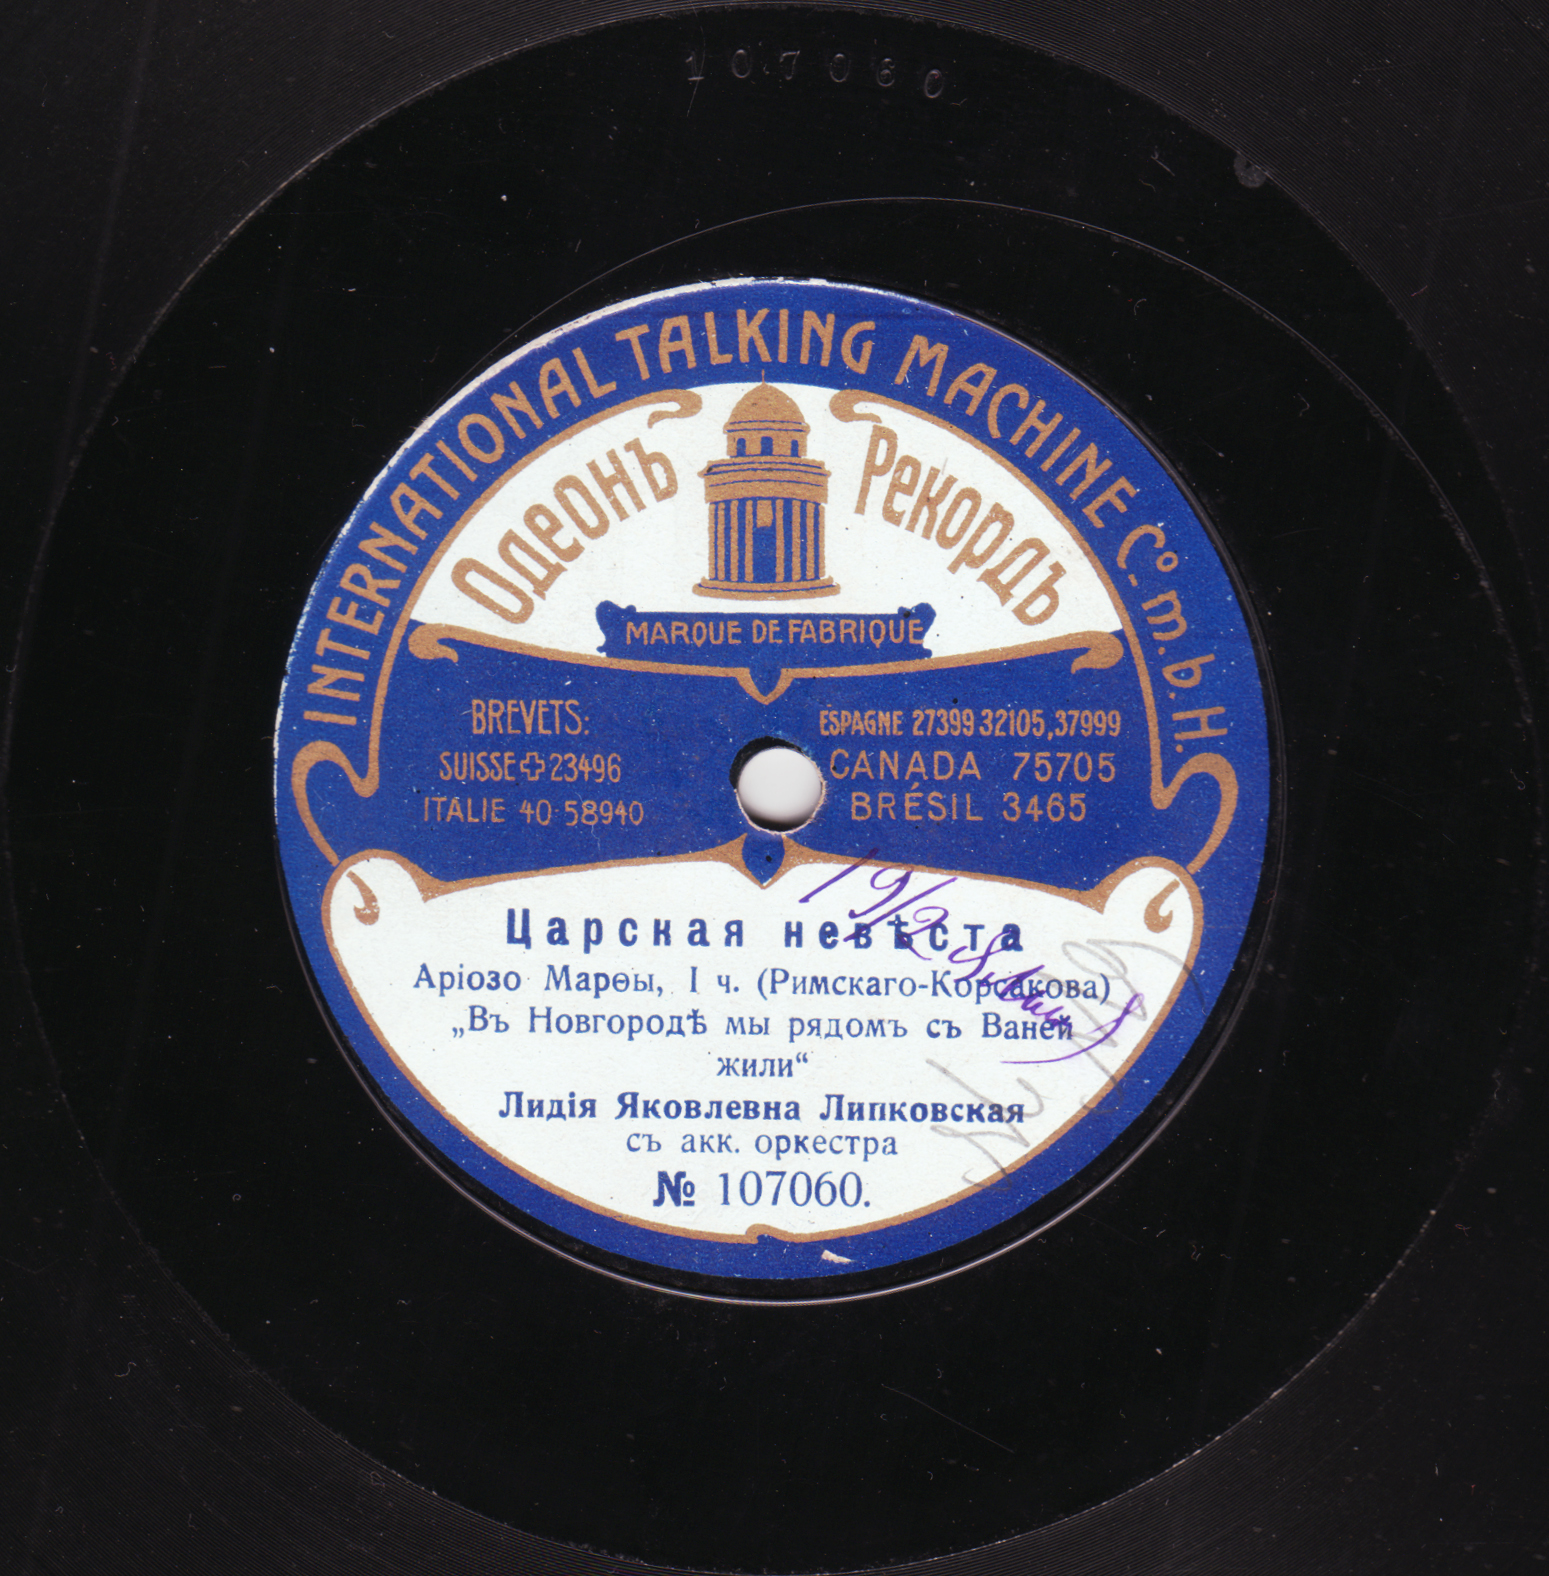 107060
INTERNATIONAL TALKING MACHINE Co. m.b.H.
Одеонъ Рекордъ
MARQUE DE FABRIQUE
BREVETS:
SUISSE 23496
ITALIE 40·58940
ESPAGNE 27399 32105,37999
CANADA 75705
BRÉSIL 3465
Царская невѣста
Аріозо Марѳы, I ч. (Римскаго-Корсакова)
„Въ Новгородѣ мы рядомъ съ Ваней
жили“
Лидія Яковлевна Липковская
съ акк. оркестра
№ 107060.